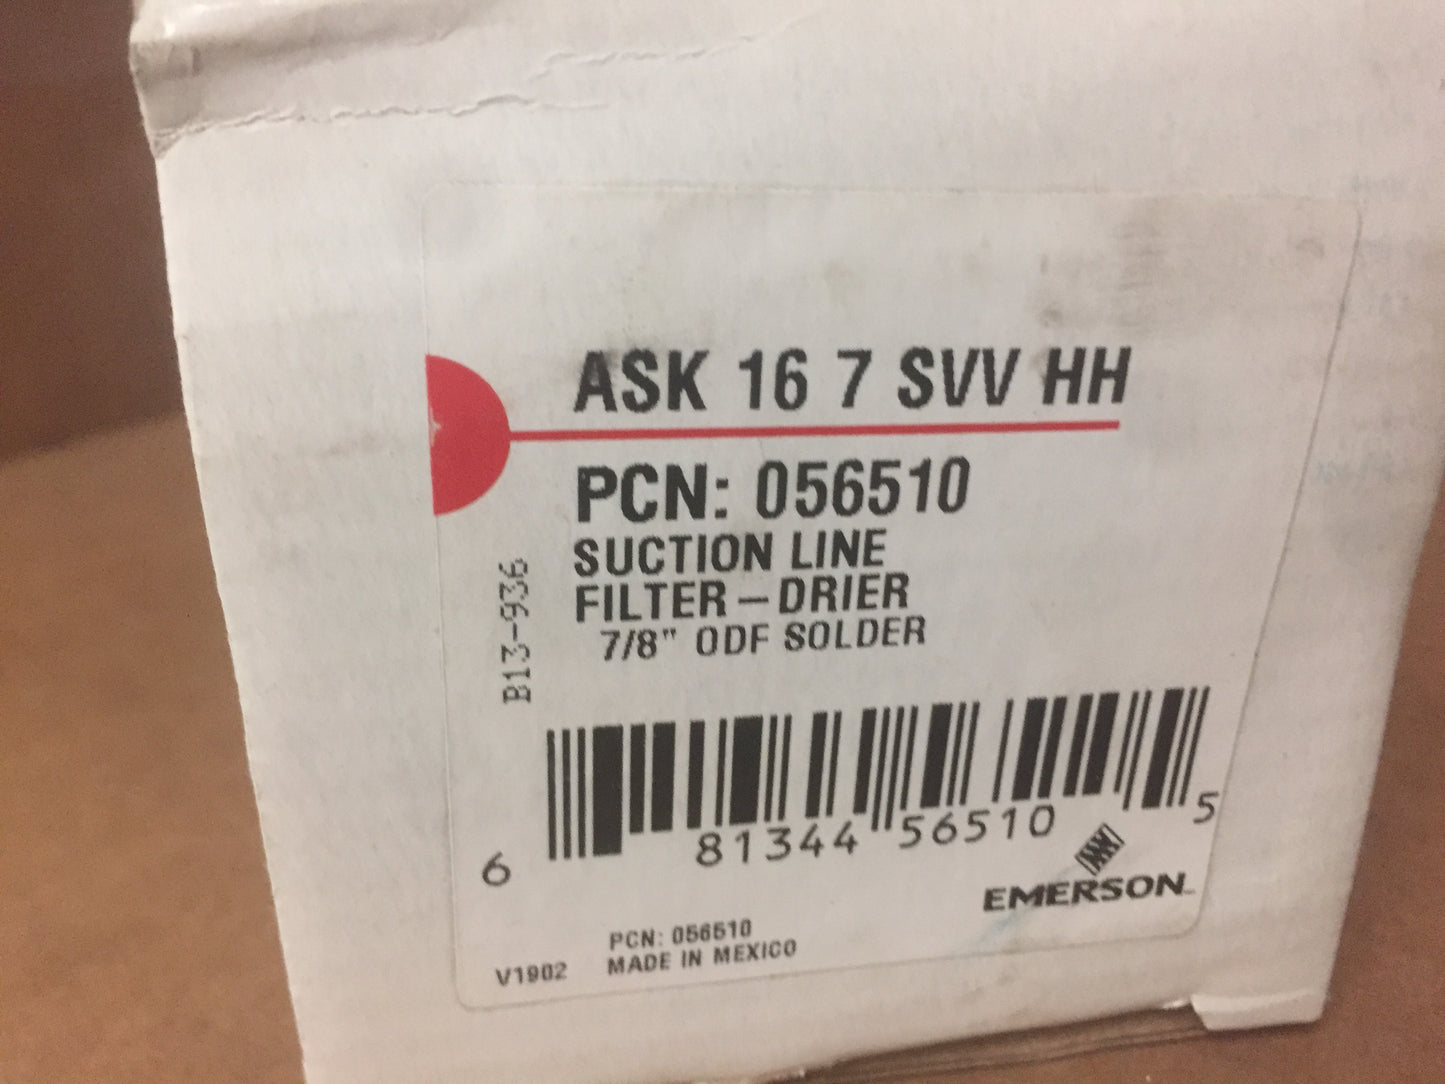 ASK 16 7 SVV HH
PCN: 056510
SUCTION LINE
FILTER – DRIER
7/8" ODF SOLDER
B13-936
6 81344 56510 5
EMERSON
PCN: 056510
V1902 MADE IN MEXICO